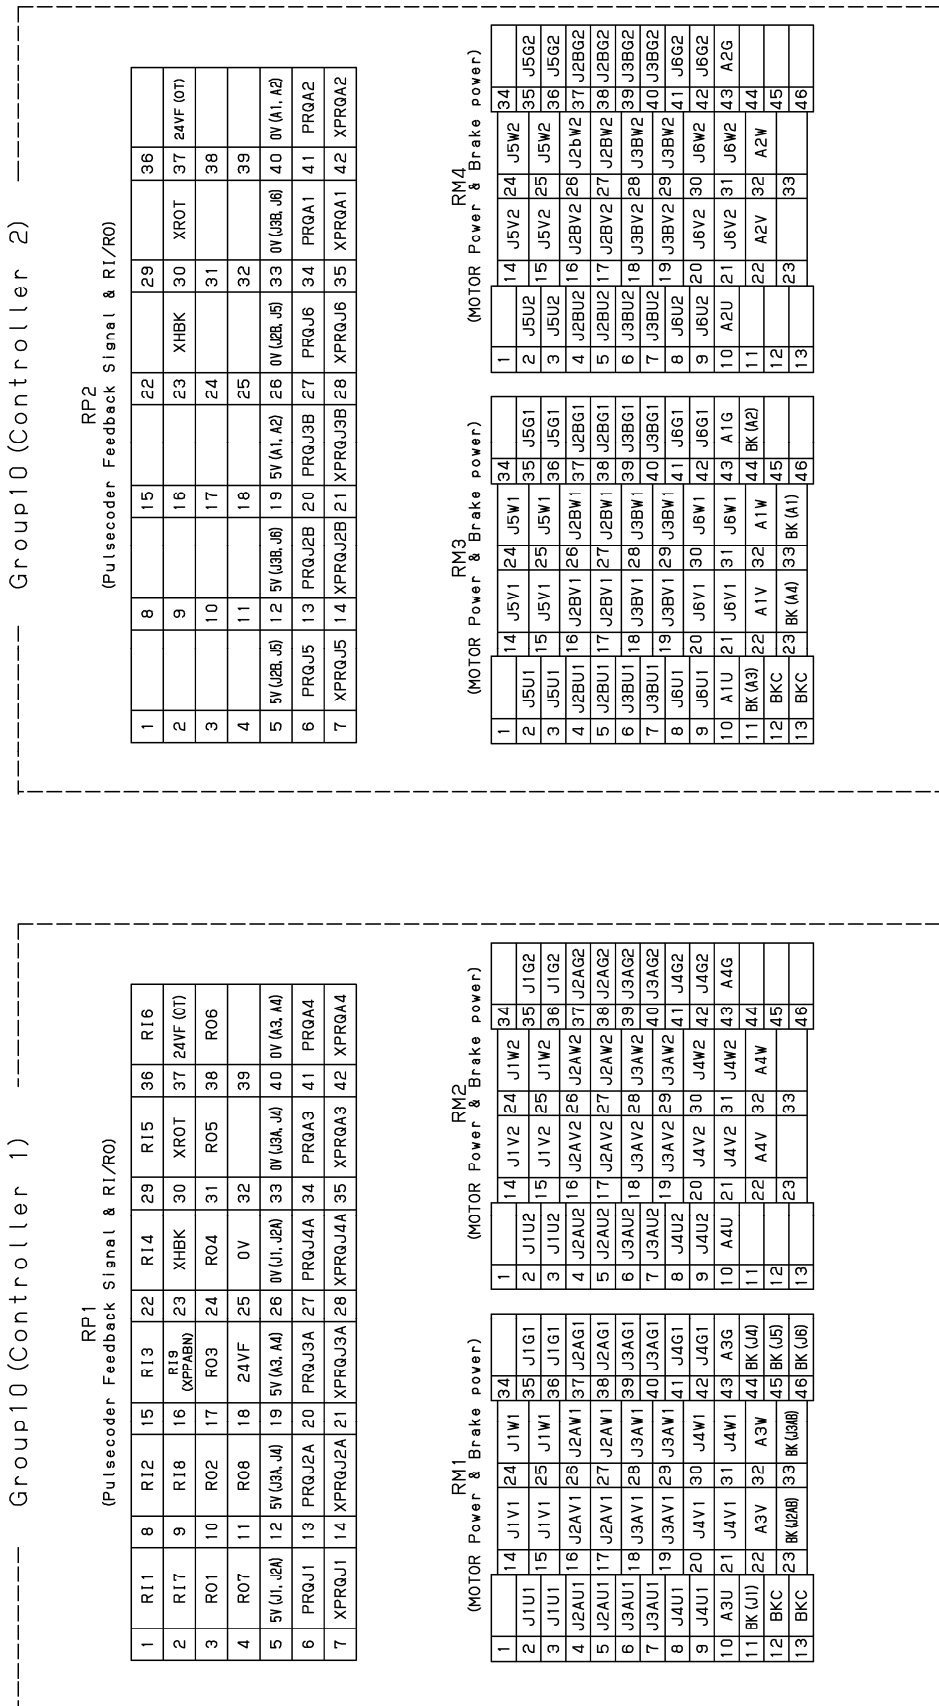 Group10 (Controller 1)
RP1
(Pulsecoder Feedback Signal & RI/RO)
1 RI1 8 RI2 15 RI3 22 RI4 29 RI5 36 RI6
2 RI7 9 RI8 16 RI9 (XPPABN) 23 XHBK 30 XROT 37 24VF (OT)
3 RO1 10 RO2 17 RO3 24 RO4 31 RO5 38 RO6
4 RO7 11 RO8 18 24VF 25 0V 32 39
5 5V (J1, J2A) 12 5V (J3A, J4) 19 5V (A3, A4) 26 0V (J1, J2A) 33 0V (J3A, J4) 40 0V (A3, A4)
6 PRQJ1 13 PRQJ2A 20 PRQJ3A 27 PRQJ4A 34 PRQA3 41 PRQA4
7 XPRQJ1 14 XPRQJ2A 21 XPRQJ3A 28 XPRQJ4A 35 XPRQA3 42 XPRQA4
RM1
(MOTOR Power & Brake power)
1 14 J1V1 24 J1W1 34
2 J1U1 35 J1G1
3 J1U1 15 J1V1 25 J1W1 36 J1G1
4 J2AU1 16 J2AV1 26 J2AW1 37 J2AG1
5 J2AU1 17 J2AV1 27 J2AW1 38 J2AG1
6 J3AU1 18 J3AV1 28 J3AW1 39 J3AG1
7 J3AU1 19 J3AV1 29 J3AW1 40 J3AG1
8 J4U1 20 J4V1 30 J4W1 41 J4G1
9 J4U1 42 J4G1
10 A3U 21 J4V1 31 J4W1 43 A3G
11 BK (J1) 22 A3V 32 A3W 44 BK (J4)
12 BKC 45 BK (J5)
13 BKC 23 BK (J2AB) 33 BK (J3AB) 46 BK (J6)
RM2
(MOTOR Power & Brake power)
1 14 J1V2 24 J1W2 34
2 J1U2 35 J1G2
3 J1U2 15 J1V2 25 J1W2 36 J1G2
4 J2AU2 16 J2AV2 26 J2AW2 37 J2AG2
5 J2AU2 17 J2AV2 27 J2AW2 38 J2AG2
6 J3AU2 18 J3AV2 28 J3AW2 39 J3AG2
7 J3AU2 19 J3AV2 29 J3AW2 40 J3AG2
8 J4U2 20 J4V2 30 J4W2 41 J4G2
9 J4U2 42 J4G2
10 A4U 21 J4V2 31 J4W2 43 A4G
11 22 A4V 32 A4W 44
12 45
13 23 33 46
Group10 (Controller 2)
RP2
(Pulsecoder Feedback Signal & RI/RO)
1 8 15 22 29 36
2 9 16 23 XHBK 30 XROT 37 24VF (OT)
3 10 17 24 31 38
4 11 18 25 32 39
5 5V (J2B, J5) 12 5V (J3B, J6) 19 5V (A1, A2) 26 0V (J2B, J5) 33 0V (J3B, J6) 40 0V (A1, A2)
6 PRQJ5 13 PRQJ2B 20 PRQJ3B 27 PRQJ6 34 PRQA1 41 PRQA2
7 XPRQJ5 14 XPRQJ2B 21 XPRQJ3B 28 XPRQJ6 35 XPRQA1 42 XPRQA2
RM3
(MOTOR Power & Brake power)
1 14 J5V1 24 J5W1 34
2 J5U1 35 J5G1
3 J5U1 15 J5V1 25 J5W1 36 J5G1
4 J2BU1 16 J2BV1 26 J2BW1 37 J2BG1
5 J2BU1 17 J2BV1 27 J2BW1 38 J2BG1
6 J3BU1 18 J3BV1 28 J3BW1 39 J3BG1
7 J3BU1 19 J3BV1 29 J3BW1 40 J3BG1
8 J6U1 20 J6V1 30 J6W1 41 J6G1
9 J6U1 42 J6G1
10 A1U 21 J6V1 31 J6W1 43 A1G
11 BK (A3) 22 A1V 32 A1W 44 BK (A2)
12 BKC 45
13 BKC 23 BK (A4) 33 BK (A1) 46
RM4
(MOTOR Power & Brake power)
1 14 J5V2 24 J5W2 34
2 J5U2 35 J5G2
3 J5U2 15 J5V2 25 J5W2 36 J5G2
4 J2BU2 16 J2BV2 26 J2bW2 37 J2BG2
5 J2BU2 17 J2BV2 27 J2BW2 38 J2BG2
6 J3BU2 18 J3BV2 28 J3BW2 39 J3BG2
7 J3BU2 19 J3BV2 29 J3BW2 40 J3BG2
8 J6U2 20 J6V2 30 J6W2 41 J6G2
9 J6U2 42 J6G2
10 A2U 21 J6V2 31 J6W2 43 A2G
11 22 A2V 32 A2W 44
12 45
13 23 33 46